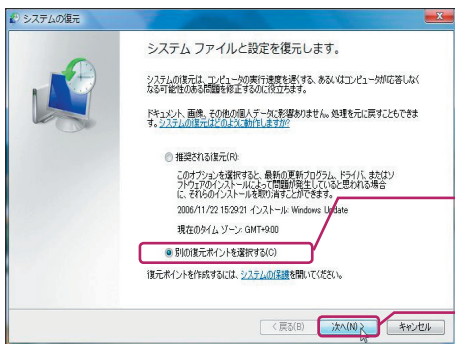 システムの復元
システム ファイルと設定を復元します。
システムの復元は、コンピュータの実行速度を遅くする、あるいはコンピュータが応答しなく
なる可能性のある問題を修正するのに役立ちます。
ドキュメント、画像、その他の個人データに影響ありません。処理を元に戻すこともできま
す。システムの復元はどのように動作しますか?
推奨される復元(R):
このオプションを選択すると、最新の更新プログラム、ドライバ、またはソ
フトウェアのインストールによって問題が発生していると思われる場合
に、それらのインストールを取り消すことができます。
2006/11/22 15:29:21 インストール: Windows Update
現在のタイム ゾーン: GMT+9:00
別の復元ポイントを選択する(C)
復元ポイントを作成するには、システムの保護を開いてください。
< 戻る(B) 次へ(N) > キャンセル